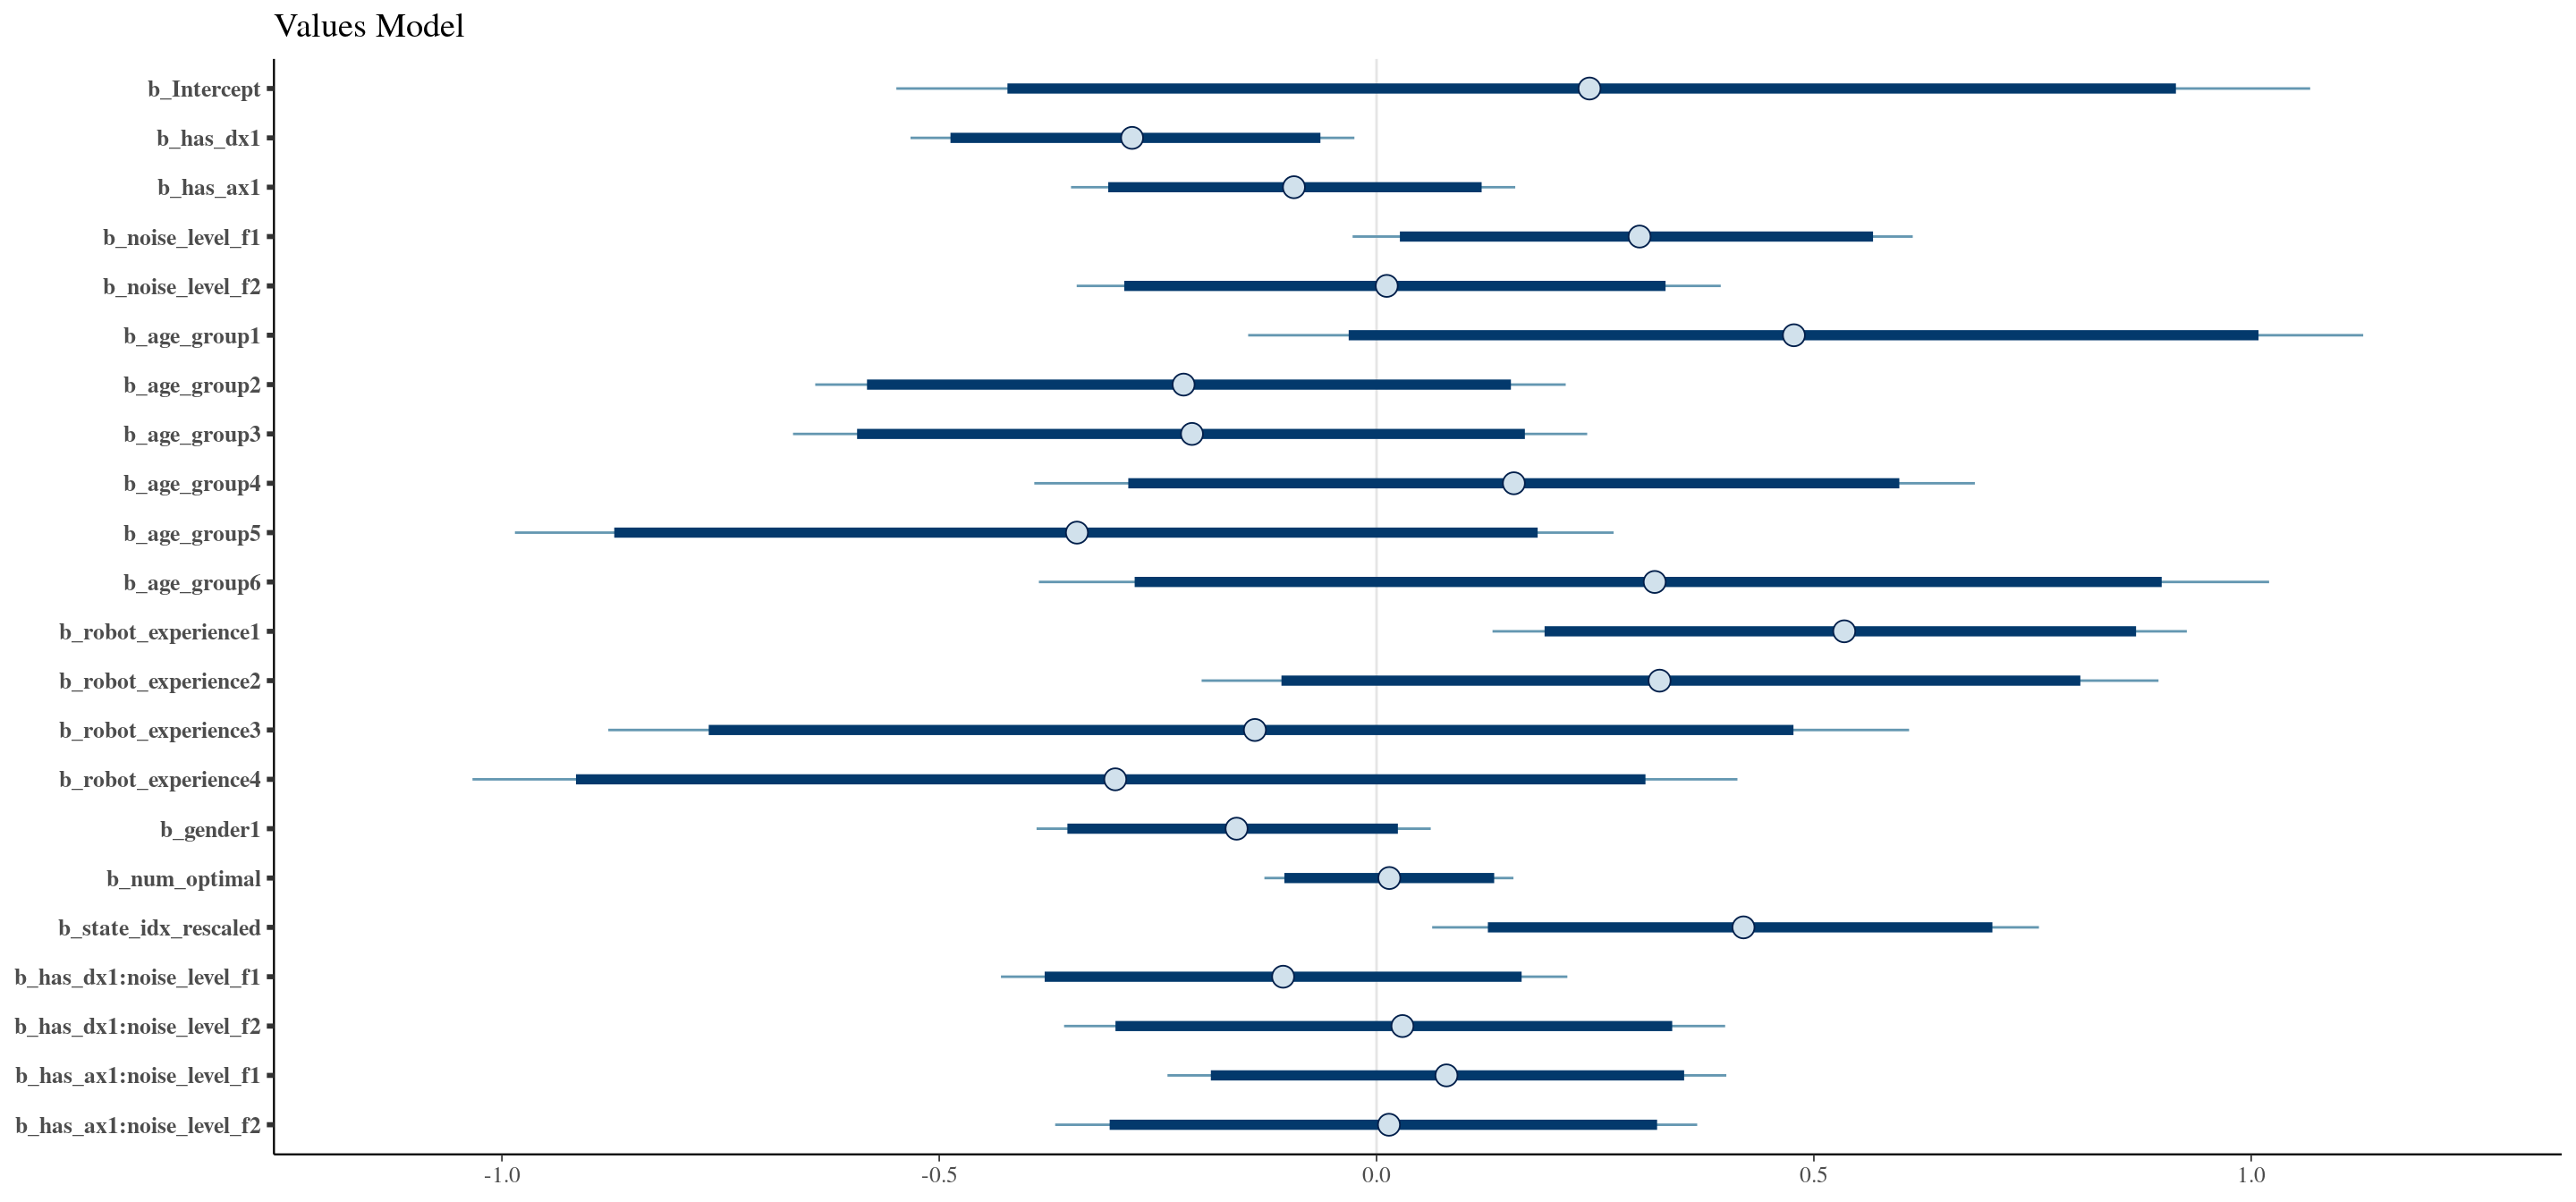 Values Model
b_Intercept
b_has_dx1
b_has_ax1
b_noise_level_f1
b_noise_level_f2
b_age_group1
b_age_group2
b_age_group3
b_age_group4
b_age_group5
b_age_group6
b_robot_experience1
b_robot_experience2
b_robot_experience3
b_robot_experience4
b_gender1
b_num_optimal
b_state_idx_rescaled
b_has_dx1:noise_level_f1
b_has_dx1:noise_level_f2
b_has_ax1:noise_level_f1
b_has_ax1:noise_level_f2
-1.0 -0.5 0.0 0.5 1.0